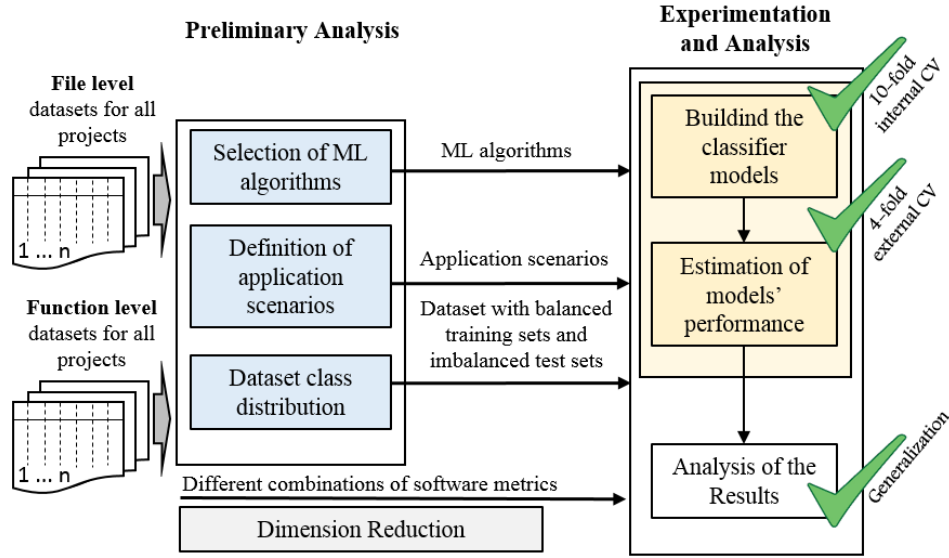 Preliminary Analysis
Experimentation
and Analysis
File level
datasets for all
projects
1 ... n
Function level
datasets for all
projects
1 ... n
Selection of ML
algorithms
Definition of
application
scenarios
Dataset class
distribution
ML algorithms
Application scenarios
Dataset with balanced
training sets and
imbalanced test sets
Different combinations of software metrics
Dimension Reduction
Buildind the
classifier
models
10-fold
internal CV
Estimation of
models’
performance
4-fold
external CV
Analysis of the
Results
Generalization